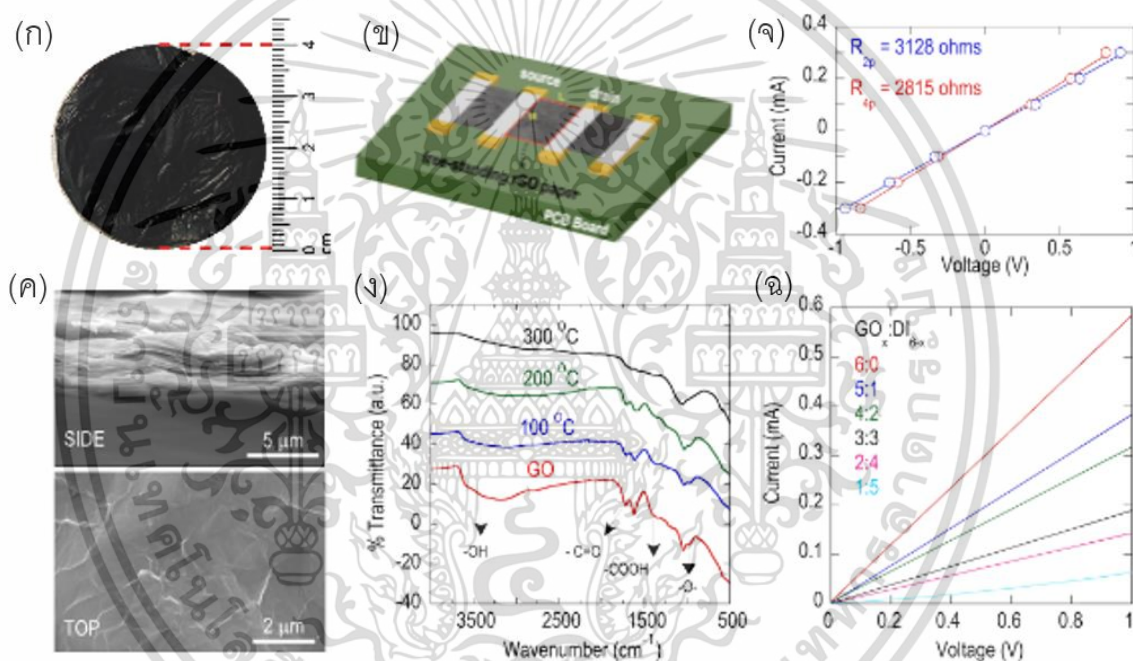 (ก)
4
3
2
1
0
cm
(ข)
source
drain
free-standing rGO paper
PCB Board
(จ)
R2p = 3128 ohms
R4p = 2815 ohms
Current (mA)
0.4
0.2
0
-0.2
-0.4
-1 -0.5 0 0.5 1
Voltage (V)
(ค)
SIDE
5 μm
TOP
2 μm
(ง)
% Transmittance (a.u.)
100
80
60
40
20
0
-20
-40
300 °C
200 °C
100 °C
GO
-OH
- C=O
-COOH
-O-
3500 2500 1500 500
Wavenumber (cm-1)
(ฉ)
GOx:DI6-x
6:0
5:1
4:2
3:3
2:4
1:5
Current (mA)
0.6
0.5
0.4
0.3
0.2
0.1
0
0 0.2 0.4 0.6 0.8 1
Voltage (V)